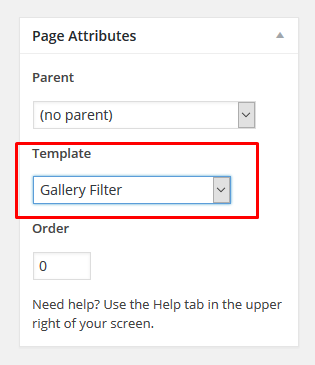 Page Attributes
Parent
(no parent)
Template
Gallery Filter
Order
0
Need help? Use the Help tab in the upper
right of your screen.